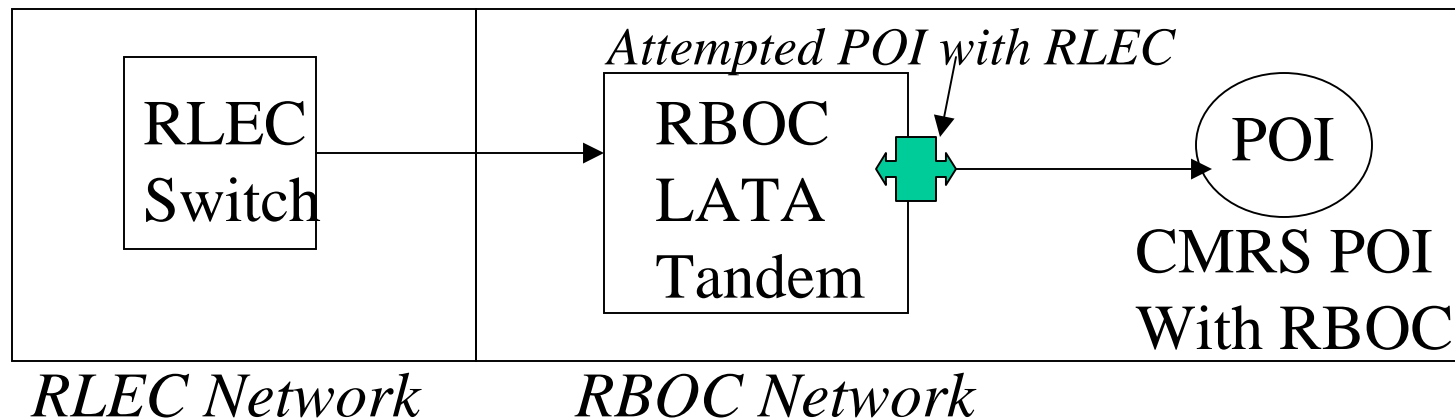 Attempted POI with RLEC
RLEC
Switch
RBOC
LATA
Tandem
POI
CMRS POI
With RBOC
RLEC Network
RBOC Network